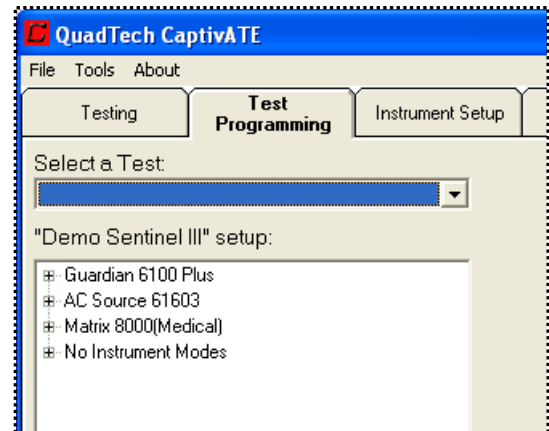 QuadTech CaptivATE
File Tools About
Testing
Test
Programming
Instrument Setup
Select a Test:
"Demo Sentinel III" setup:
Guardian 6100 Plus
AC Source 61603
Matrix 8000(Medical)
No Instrument Modes